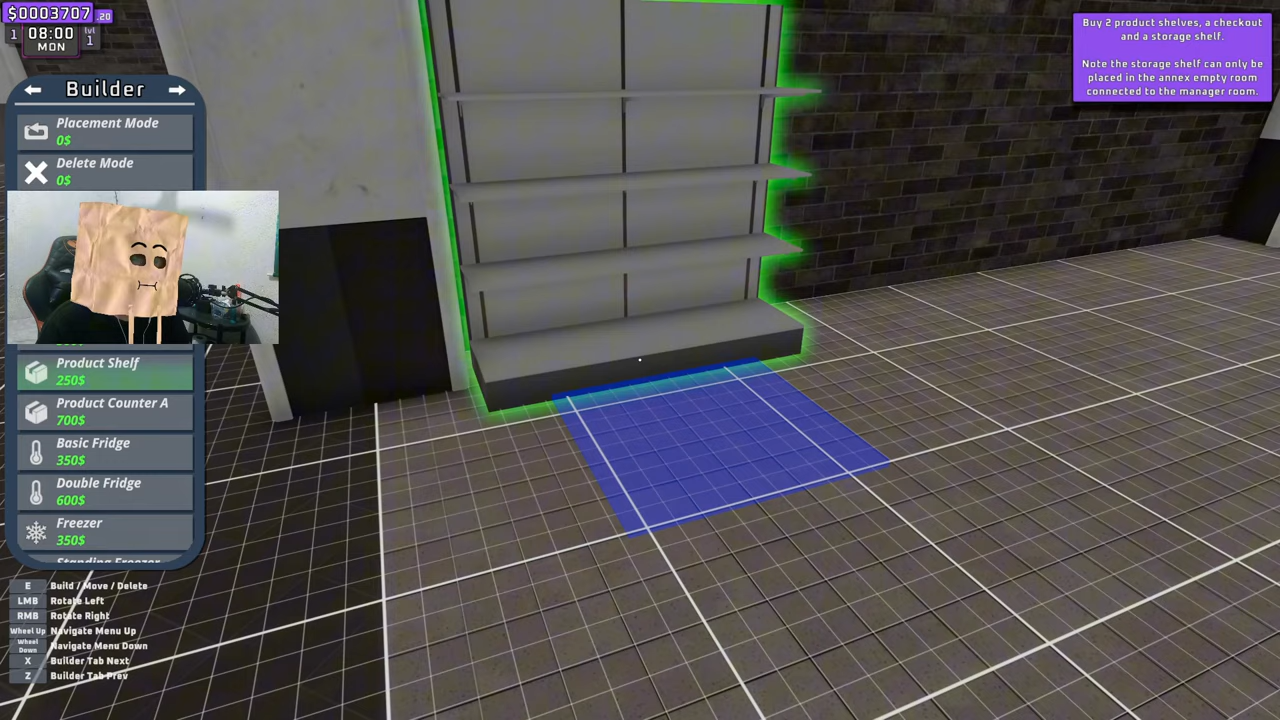 $0003707.20
1
08:00
MON
lvl
1
Buy 2 product shelves, a checkout
and a storage shelf.
Note the storage shelf can only be
placed in the annex empty room
connected to the manager room.
Builder
Placement Mode
0$
Delete Mode
0$
Product Shelf
250$
Product Counter A
700$
Basic Fridge
350$
Double Fridge
600$
Freezer
350$
Standing Freezer
E Build / Move / Delete
LMB Rotate Left
RMB Rotate Right
Wheel Up Navigate Menu Up
Wheel Down Navigate Menu Down
X Builder Tab Next
Z Builder Tab Prev